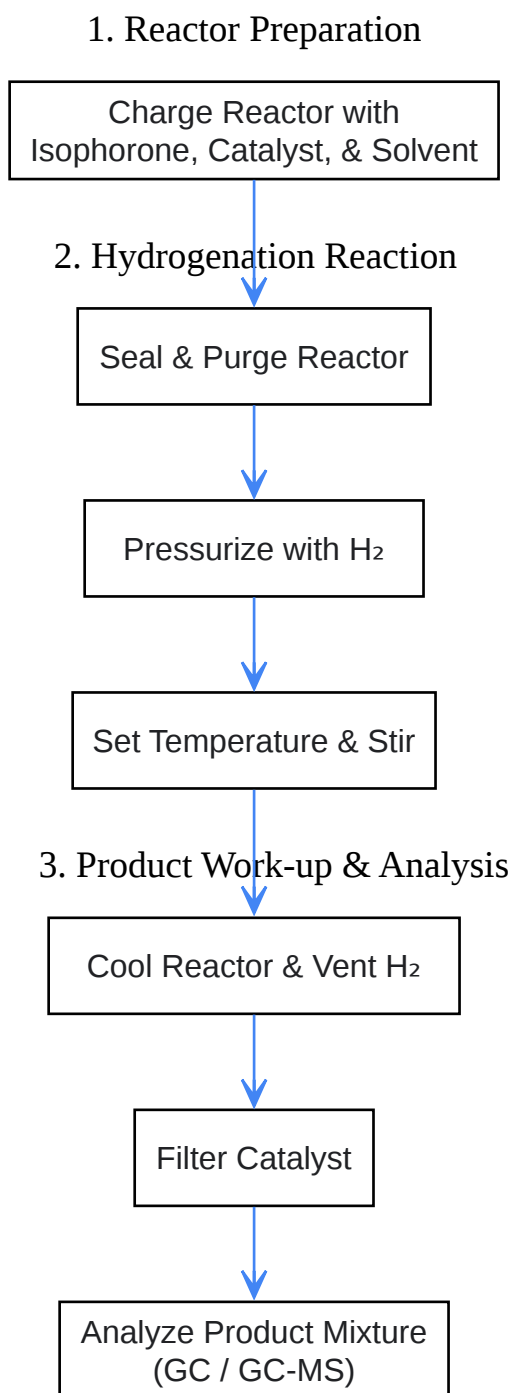 1. Reactor Preparation
Charge Reactor with
Isophorone, Catalyst, & Solvent
2. Hydrogenation Reaction
Seal & Purge Reactor
Pressurize with H₂
Set Temperature & Stir
3. Product Work-up & Analysis
Cool Reactor & Vent H₂
Filter Catalyst
Analyze Product Mixture
(GC / GC-MS)